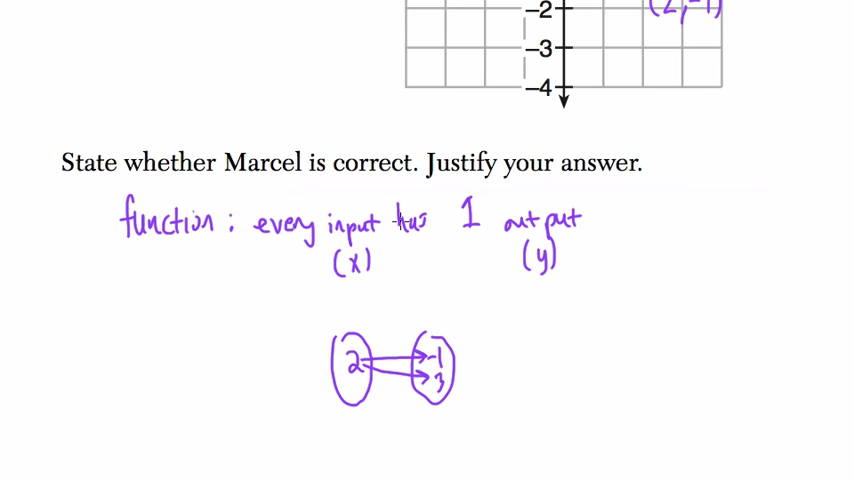 -2
(2,-1)
-3
-4
State whether Marcel is correct. Justify your answer.
function: every input has 1 output
(x) (y)
2 -1
3